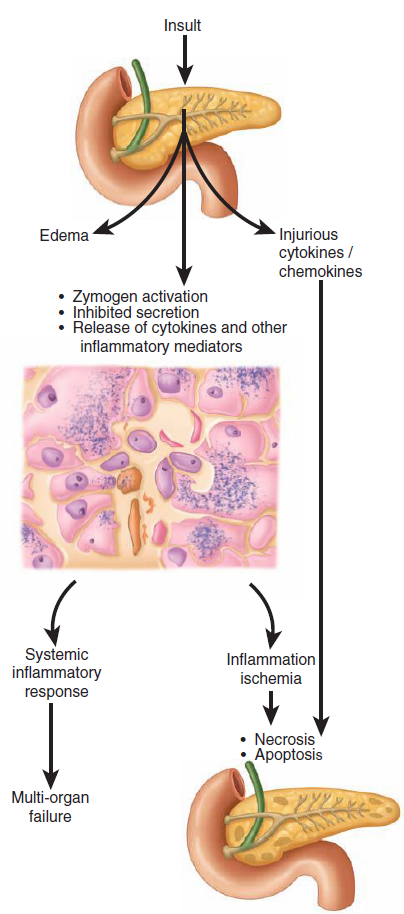 Insult
Edema
Injurious
cytokines /
chemokines
• Zymogen activation
• Inhibited secretion
• Release of cytokines and other
inflammatory mediators
Systemic
inflammatory
response
Inflammation
ischemia
• Necrosis
• Apoptosis
Multi-organ
failure